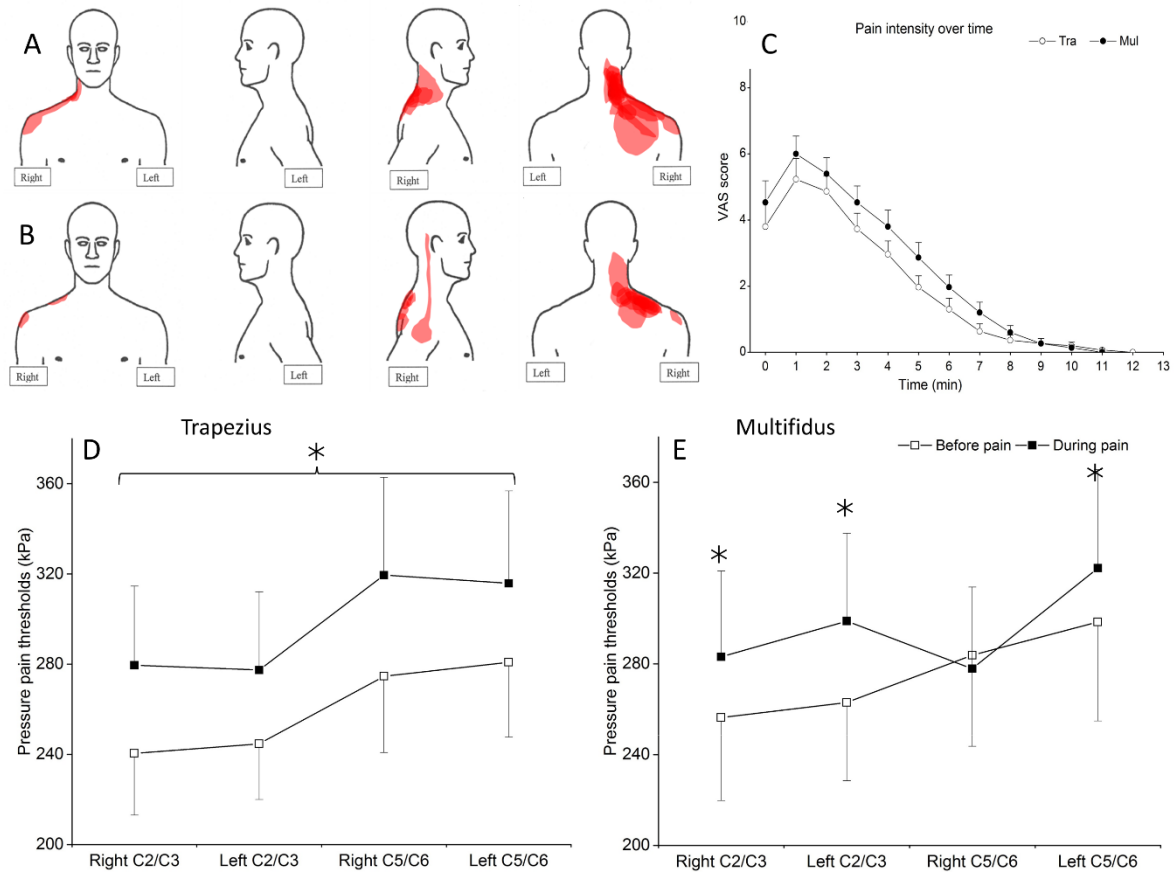 A
Right
Left
Left
Right
Left
Right
B
Right
Left
Left
Right
Left
Right
C
Pain intensity over time
Tra
Mul
VAS score
10
8
6
4
2
0
0 1 2 3 4 5 6 7 8 9 10 11 12 13
Time (min)
D
Trapezius
*
Pressure pain thresholds (kPa)
360
320
280
240
200
Right C2/C3 Left C2/C3 Right C5/C6 Left C5/C6
Multifidus
E
Before pain
During pain
* * *
Pressure pain thresholds (kPa)
360
320
280
240
200
Right C2/C3 Left C2/C3 Right C5/C6 Left C5/C6